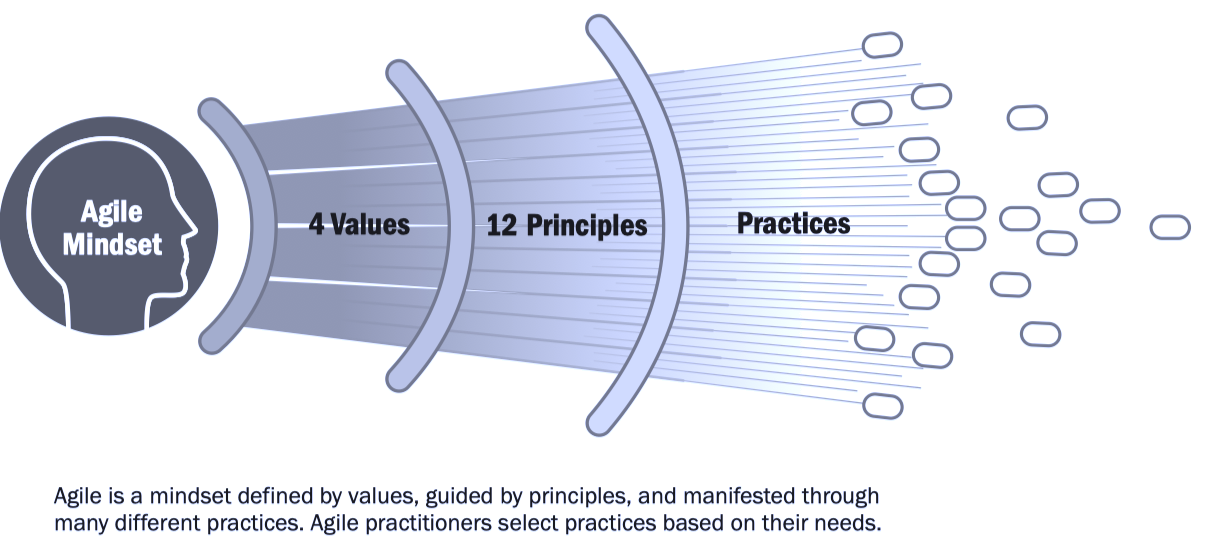 Agile
Mindset
4 Values
12 Principles
Practices
Agile is a mindset defined by values, guided by principles, and manifested through
many different practices. Agile practitioners select practices based on their needs.